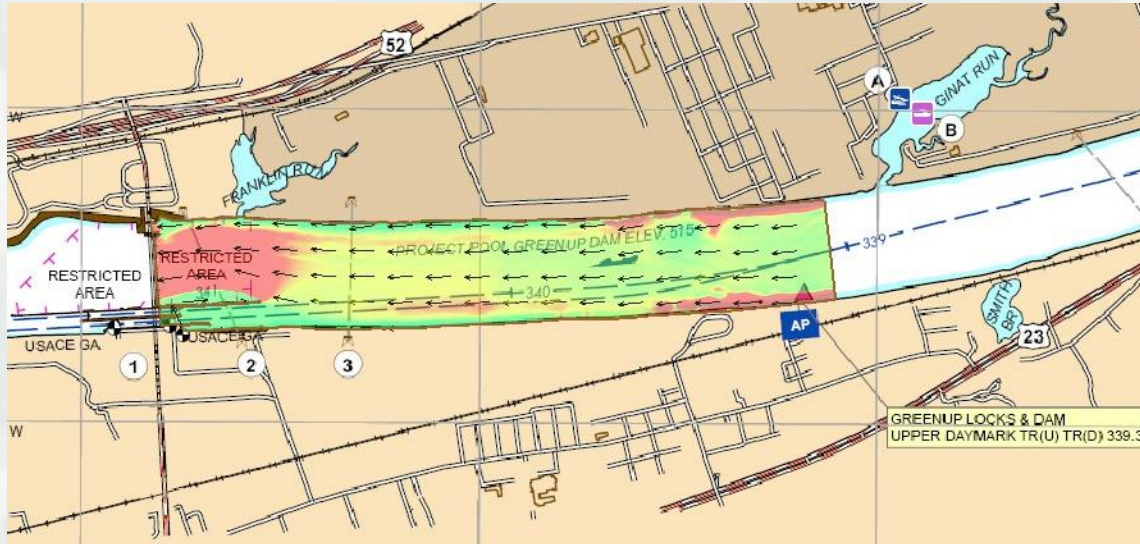 52
A
GINAT RUN
B
W
FRANKLIN RUN
339
PROJECT POOL GREENUP DAM ELEV. 515
RESTRICTED
AREA
RESTRICTED
AREA
341
340
USACE GA.
USACE GA.
SMITH
BR
AP
23
1
2
3
GREENUP LOCKS & DAM
UPPER DAYMARK TR(U) TR(D) 339.3
W